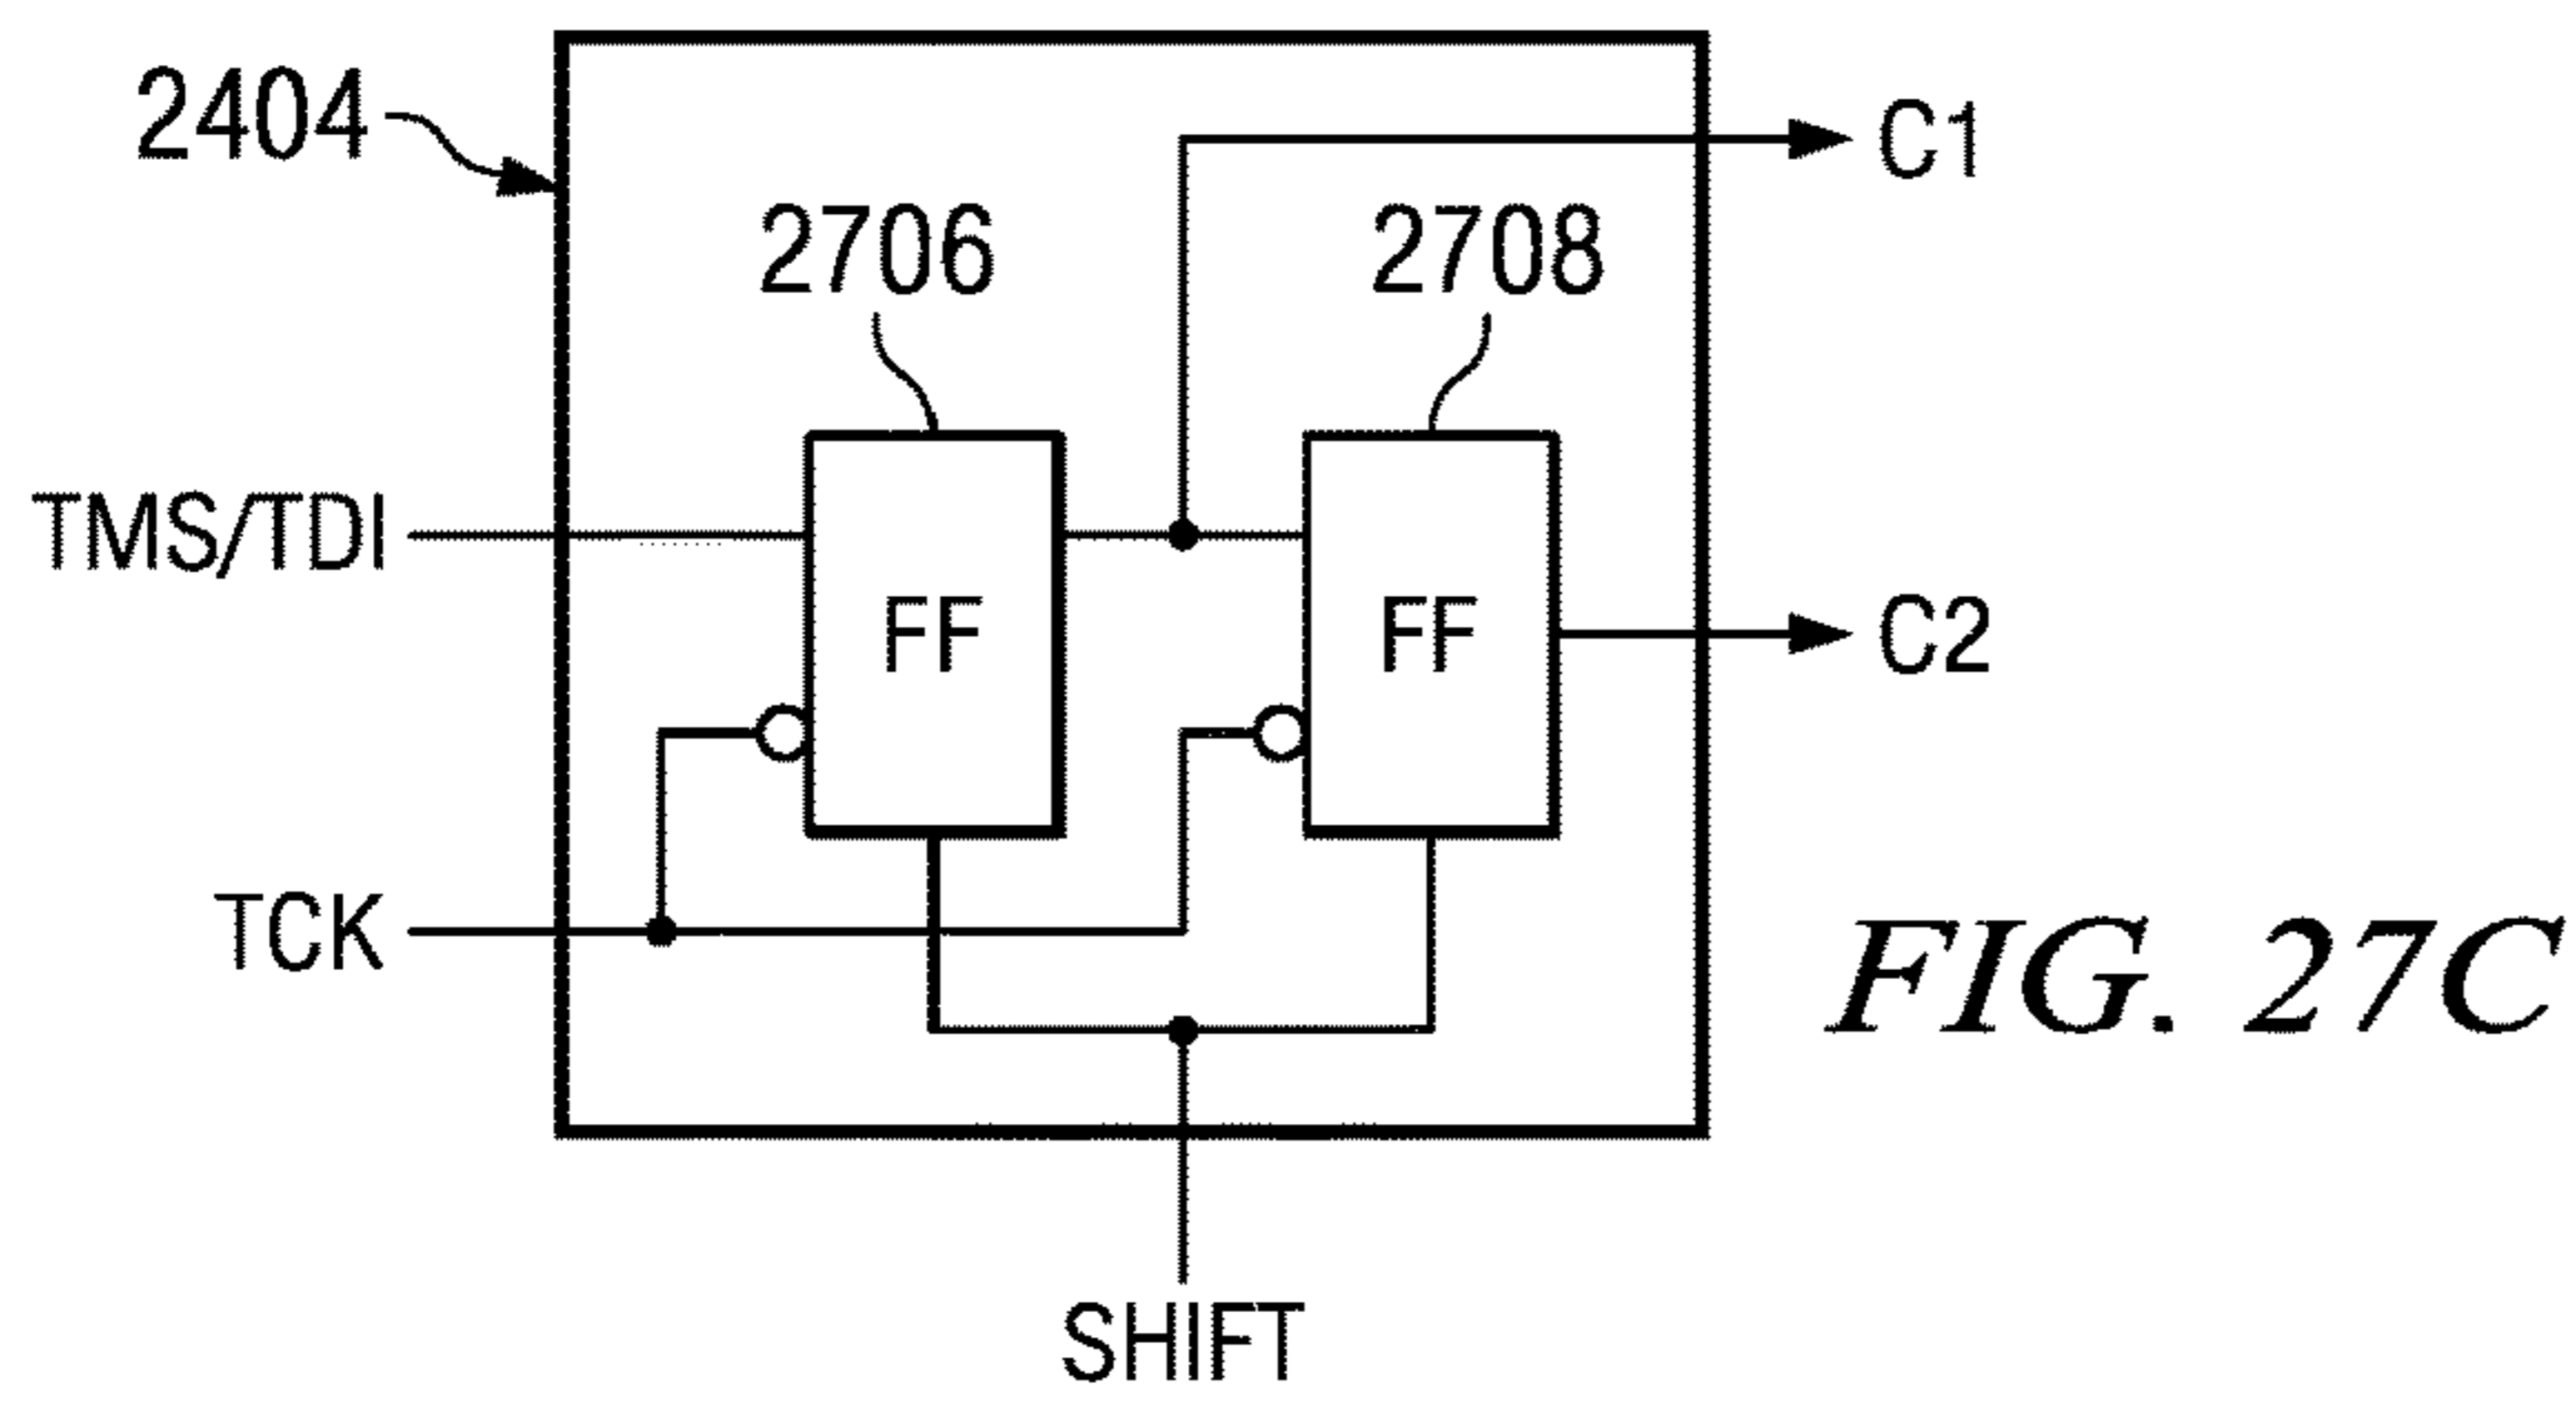 2404
C1
2706
2708
TMS/TDI
FF
FF
C2
TCK
FIG. 27C
SHIFT